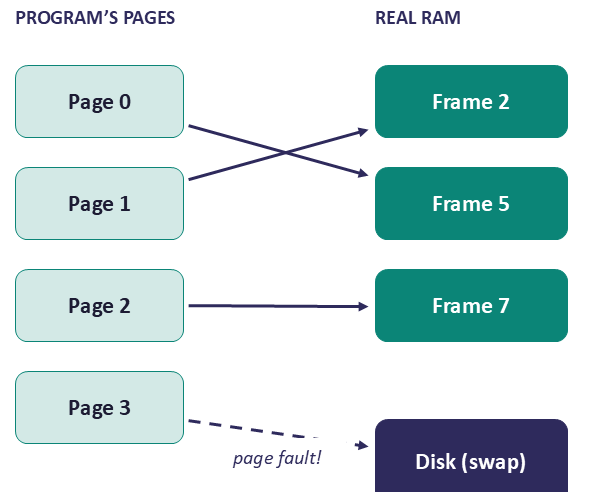 PROGRAM’S PAGES
REAL RAM
Page 0
Frame 2
Page 1
Frame 5
Page 2
Frame 7
Page 3
page fault!
Disk (swap)